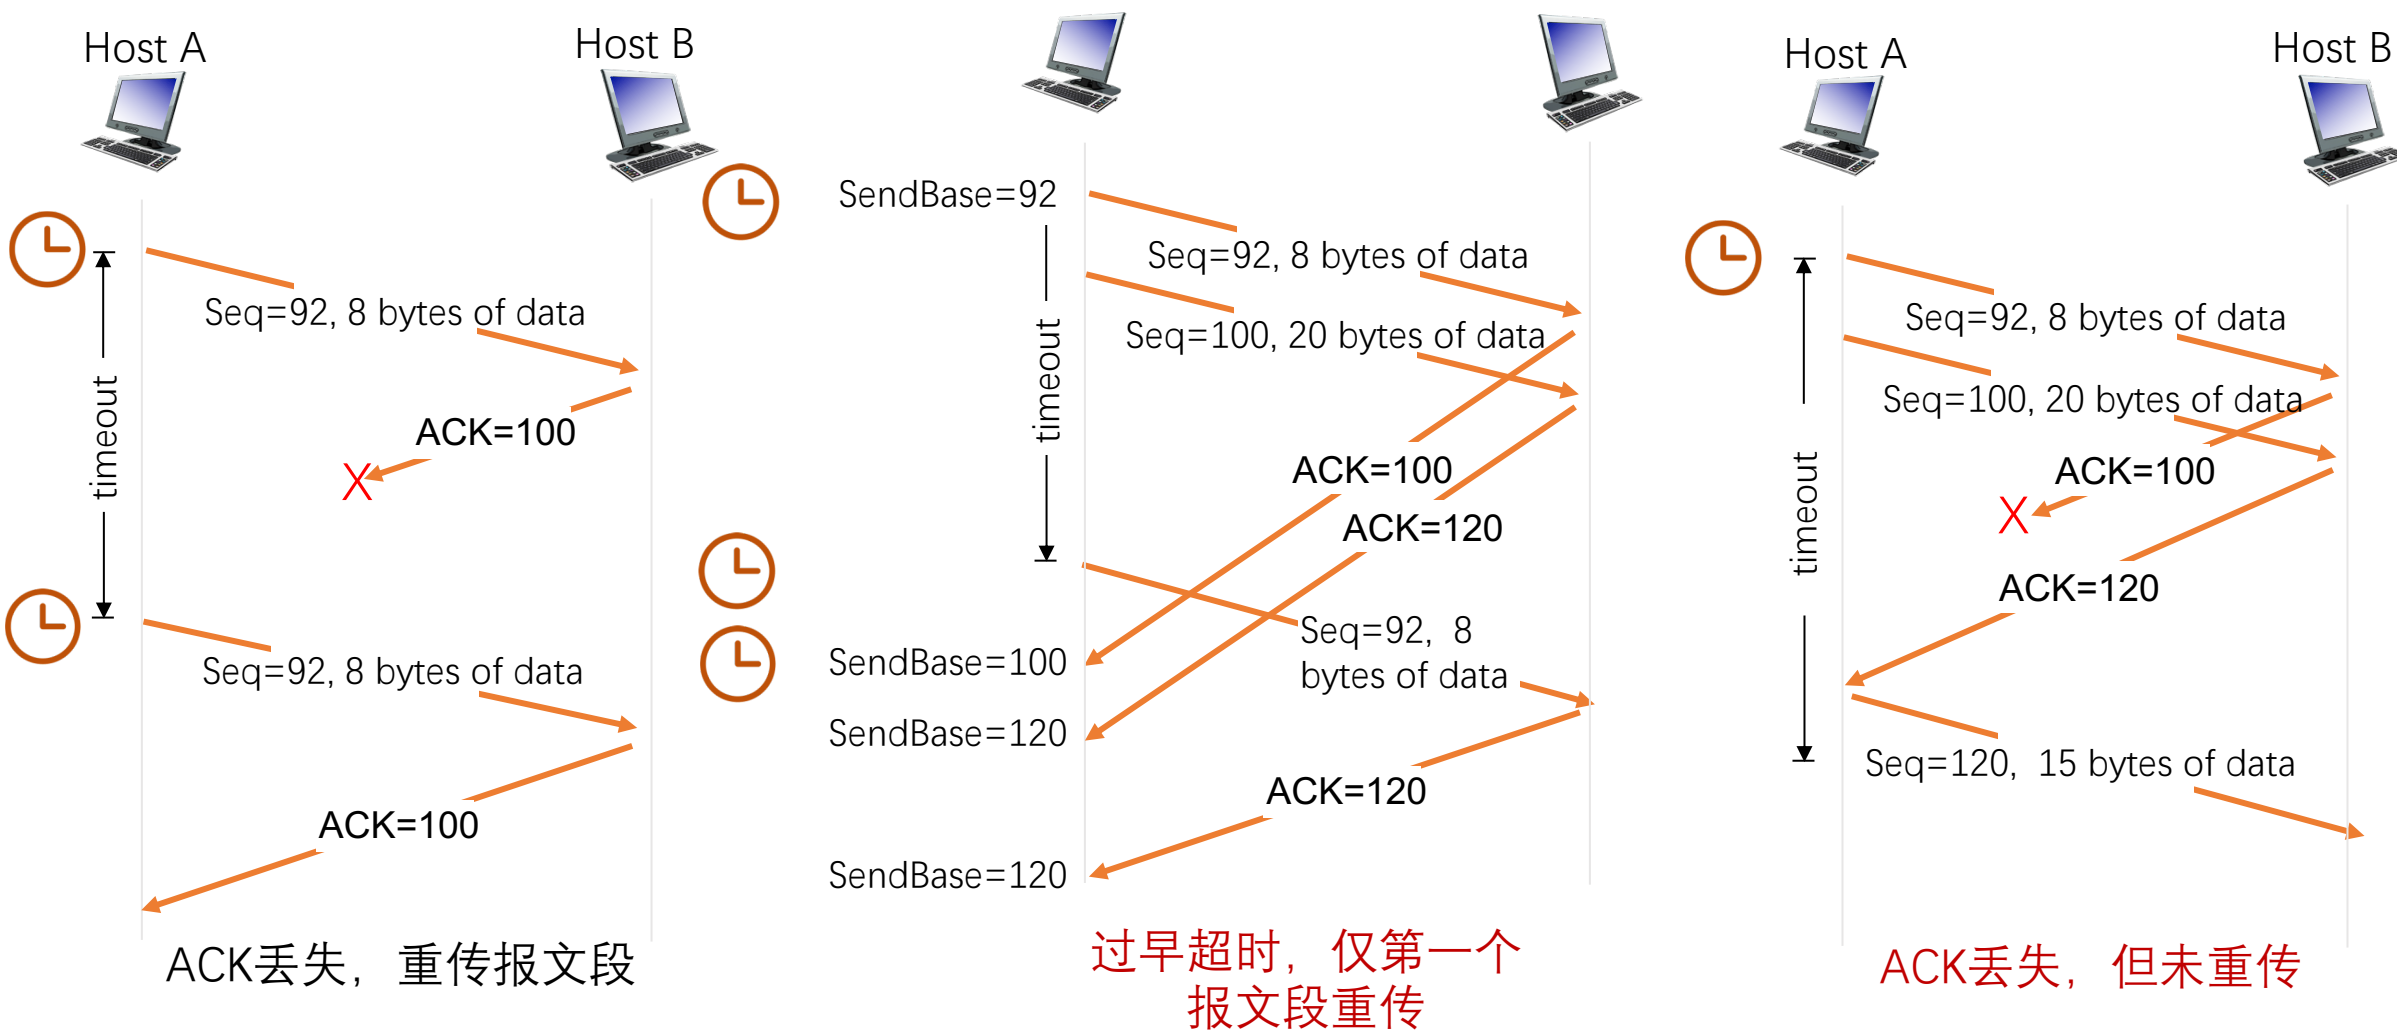 Host A
Host B
timeout
Seq=92, 8 bytes of data
ACK=100
X
Seq=92, 8 bytes of data
ACK=100
ACK丢失，重传报文段
SendBase=92
timeout
Seq=92, 8 bytes of data
Seq=100, 20 bytes of data
ACK=100
ACK=120
Seq=92, 8
bytes of data
SendBase=100
SendBase=120
ACK=120
SendBase=120
过早超时，仅第一个
报文段重传
Host A
Host B
timeout
Seq=92, 8 bytes of data
Seq=100, 20 bytes of data
ACK=100
X
ACK=120
Seq=120, 15 bytes of data
ACK丢失，但未重传